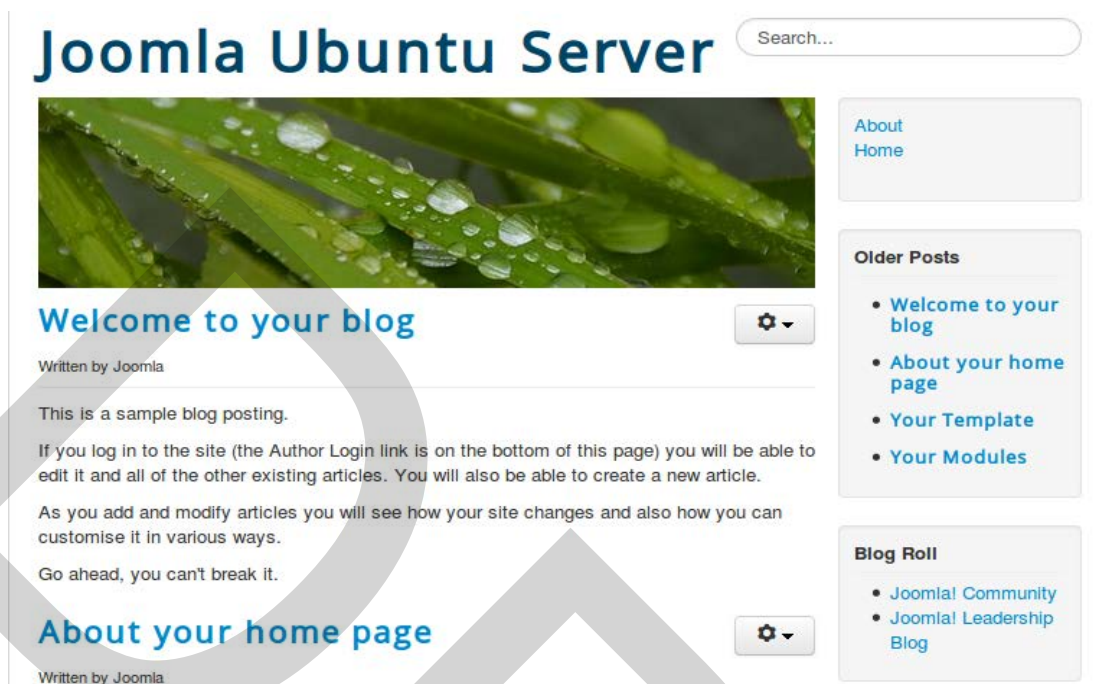 Joomla Ubuntu Server
Search...
About
Home
Welcome to your blog
Written by Joomla
This is a sample blog posting.
If you log in to the site (the Author Login link is on the bottom of this page) you will be able to
edit it and all of the other existing articles. You will also be able to create a new article.
As you add and modify articles you will see how your site changes and also how you can
customise it in various ways.
Go ahead, you can't break it.
About your home page
Written by Joomla
Older Posts
Welcome to your
blog
About your home
page
Your Template
Your Modules
Blog Roll
Joomla! Community
Joomla! Leadership
Blog